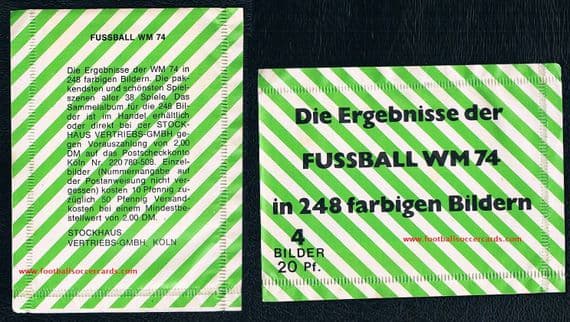 FUSSBALL WM 74
Die Ergebnisse der WM 74 in
248 farbigen Bildern. Die pak-
kendsten und schönsten Spiel-
szenen aller 38 Spiele. Das
Sammelalbum für die 248 Bil-
der ist im Handel erhältlich
oder direkt bei der STOCK-
HAUS VERTRIEBS-GMBH ge-
gen Vorauszahlung von 2,00
DM auf das Postscheckkonto
Köln Nr. 220 780-503. Einzel-
bilder (Nummernangabe auf
der Postanweisung nicht ver-
gessen) kosten 10 Pfennig zu-
züglich 50 Pfennig Versand-
kosten bei einem Mindestbe-
stellwert von 2,00 DM.
STOCKHAUS
VERTRIEBS-GMBH, KÖLN
www.footballsoccercards.com
Die Ergebnisse der
FUSSBALL WM 74
in 248 farbigen Bildern
4
BILDER
20 Pf.
www.footballsoccercards.com